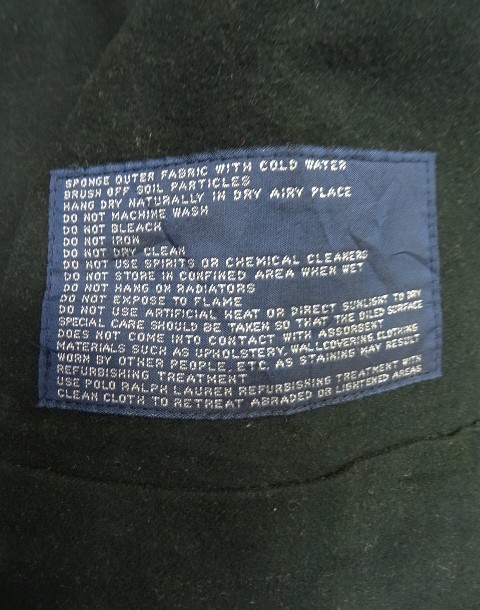 SPONGE OUTER FABRIC WITH COLD WATER
BRUSH OFF SOIL PARTICLES
HANG DRY NATURALLY IN DRY AIRY PLACE
DO NOT MACHINE WASH
DO NOT BLEACH
DO NOT IRON
DO NOT DRY CLEAN
DO NOT USE SPIRITS OR CHEMICAL CLEANERS
DO NOT STORE IN CONFINED AREA WHEN WET
DO NOT HANG ON RADIATORS
DO NOT EXPOSE TO FLAME
DO NOT USE ARTIFICIAL HEAT OR DIRECT SUNLIGHT TO DRY
SPECIAL CARE SHOULD BE TAKEN SO THAT THE OILED SURFACE
DOES NOT COME INTO CONTACT WITH ABSORBENT
MATERIALS SUCH AS UPHOLSTERY, WALLCOVERING, CLOTHING
WORN BY OTHER PEOPLE, ETC. AS STAINING MAY RESULT
REFURBISHING TREATMENT
USE POLO RALPH LAUREN REFURBISHING TREATMENT WITH
CLEAN CLOTH TO RETREAT ABRADED OR LIGHTENED AREAS